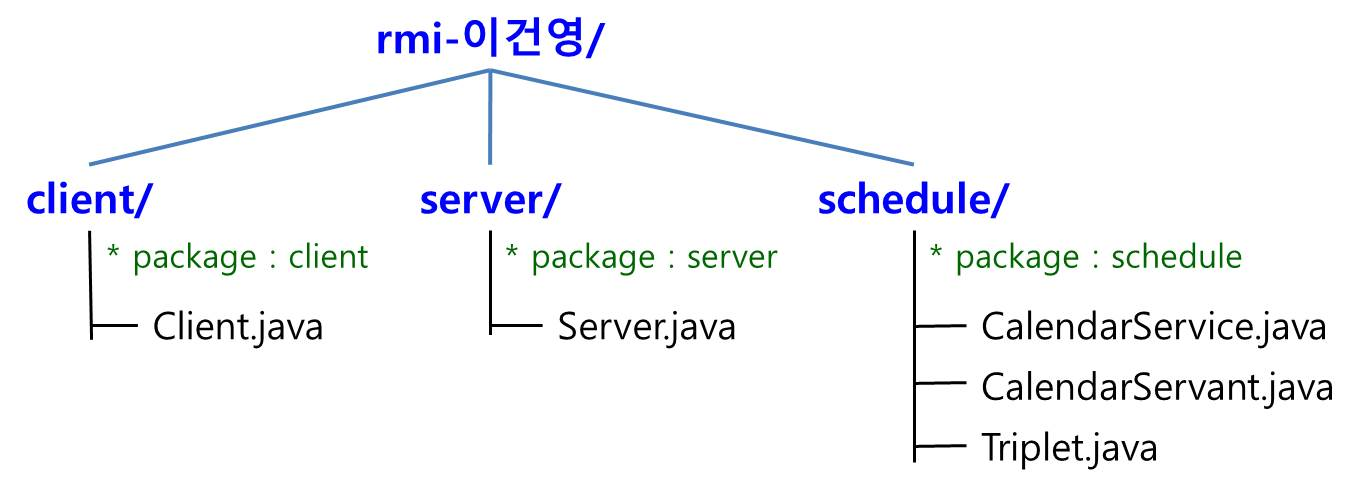 rmi-이건영/
client/
* package : client
Client.java
server/
* package : server
Server.java
schedule/
* package : schedule
CalendarService.java
CalendarServant.java
Triplet.java